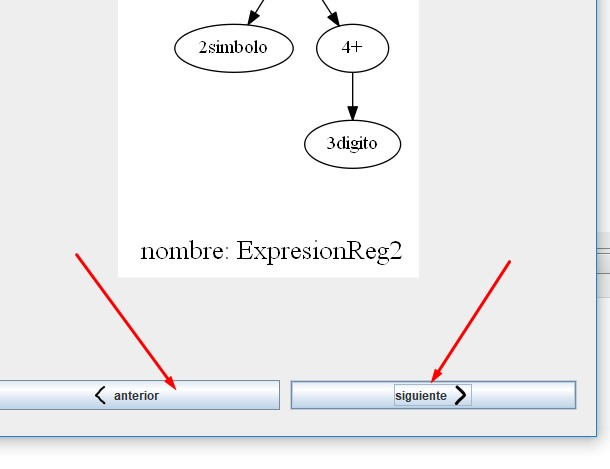 2simbolo 4+
3digito
nombre: ExpresionReg2
anterior siguiente